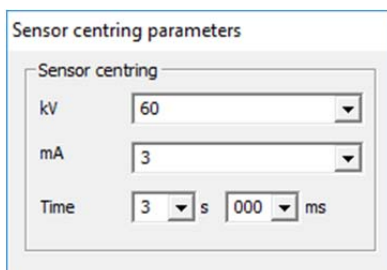 Sensor centring parameters
Sensor centring
kV 60
mA 3
Time 3 s 000 ms